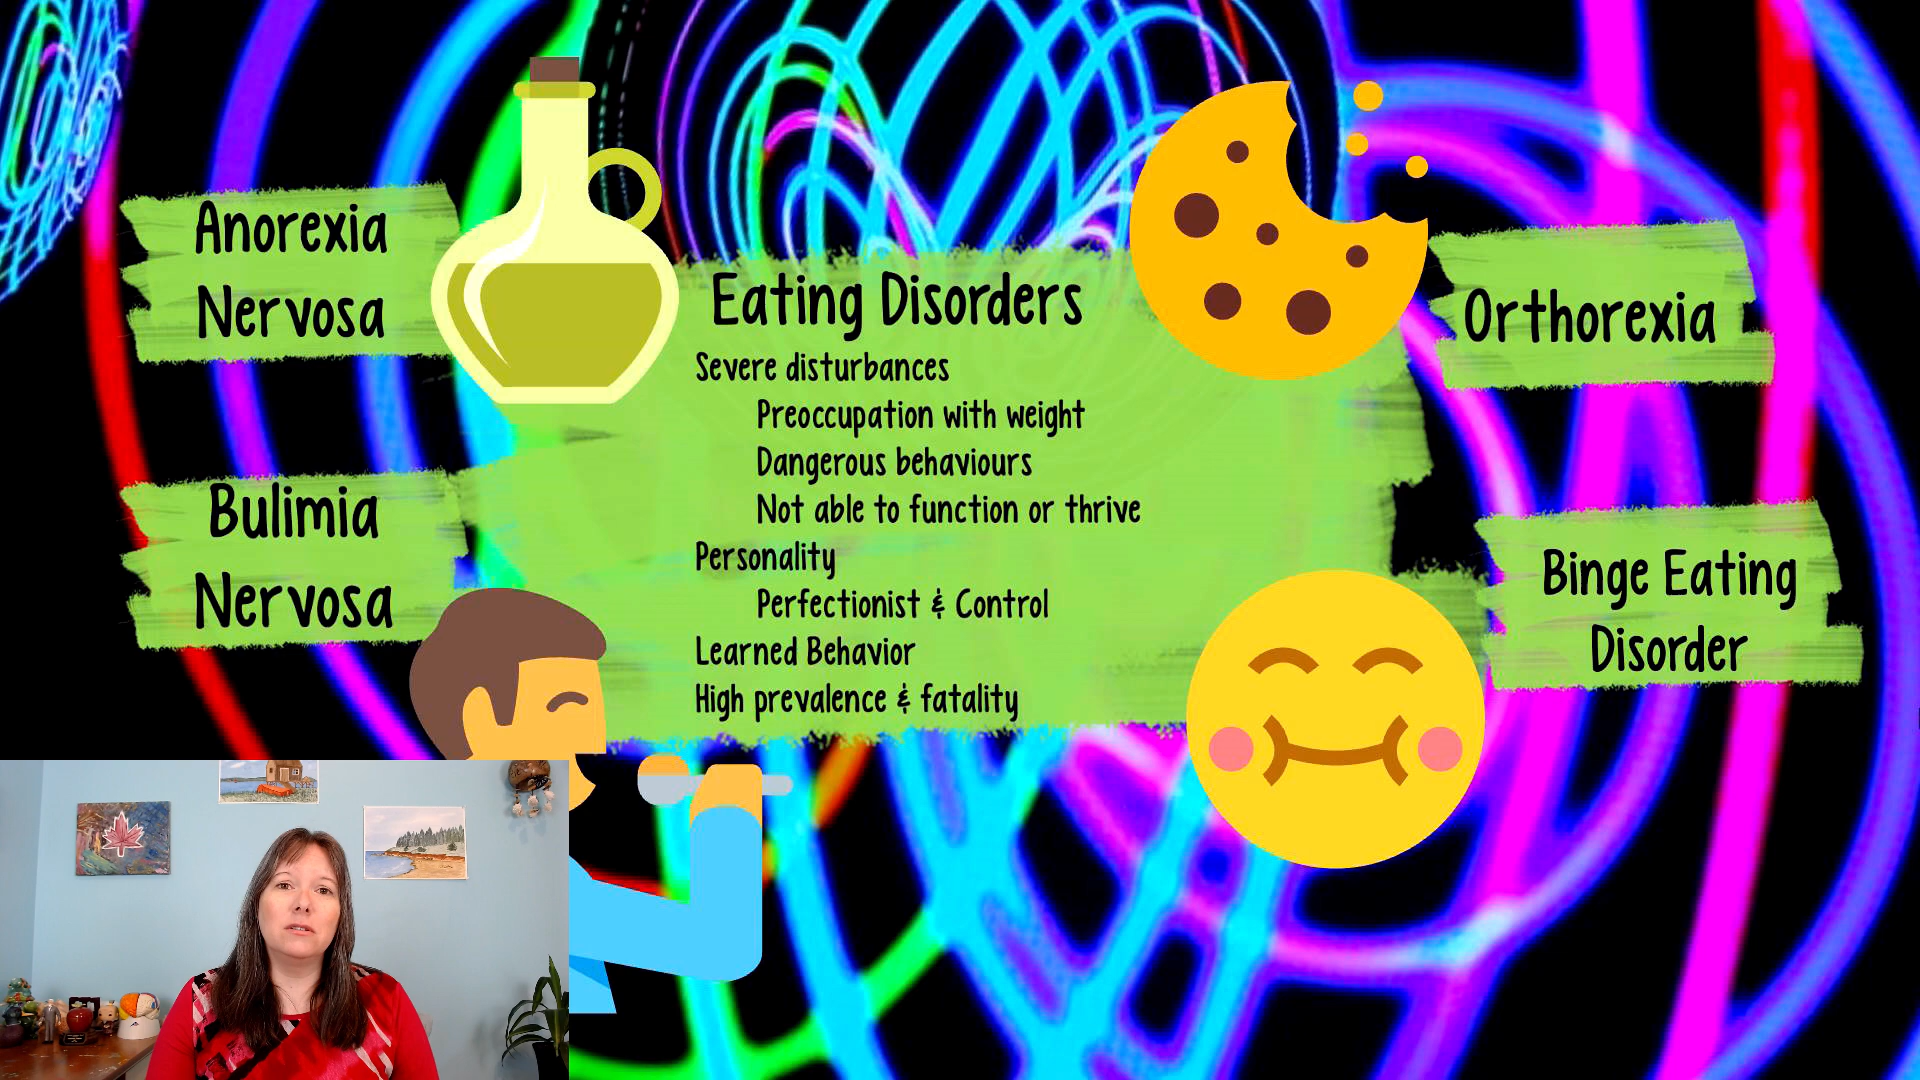 Anorexia
Nervosa
Bulimia
Nervosa
Eating Disorders
Severe disturbances
Preoccupation with weight
Dangerous behaviours
Not able to function or thrive
Personality
Perfectionist & Control
Learned Behavior
High prevalence & fatality
Orthorexia
Binge Eating
Disorder